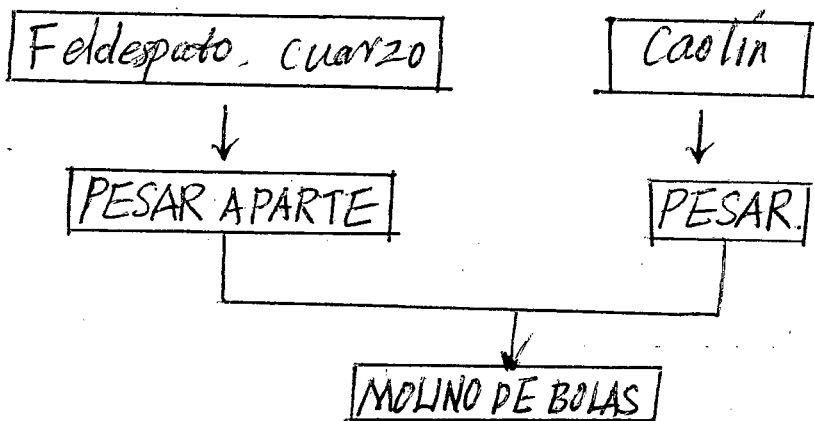 Feldespato, cuarzo
Caolín
PESAR APARTE
PESAR.
MOLINO DE BOLAS